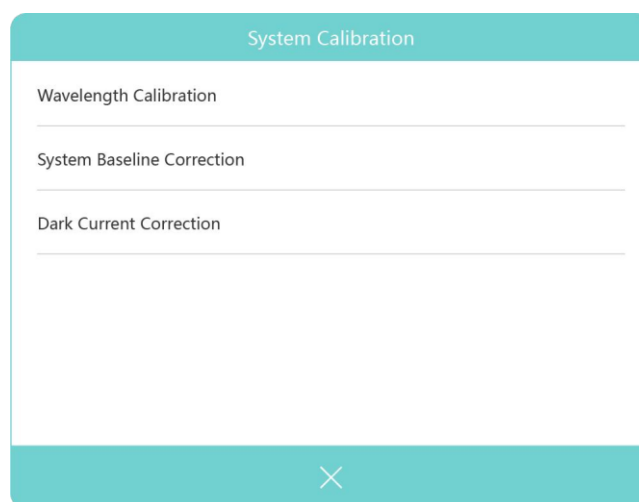 System Calibration
Wavelength Calibration
System Baseline Correction
Dark Current Correction